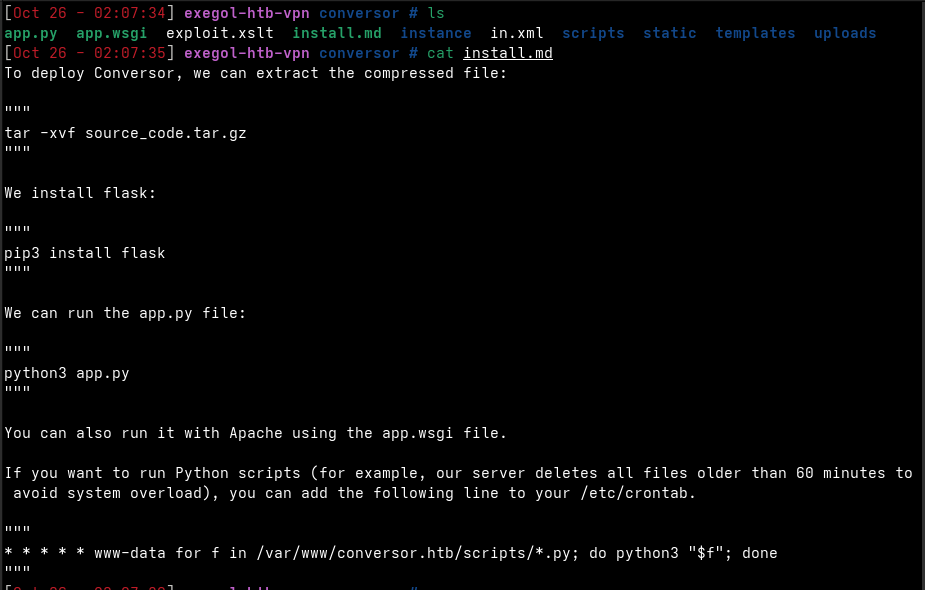 [Oct 26 - 02:07:34] exegol-htb-vpn conversor # ls
app.py app.wsgi exploit.xslt install.md instance in.xml scripts static templates uploads
[Oct 26 - 02:07:35] exegol-htb-vpn conversor # cat install.md
To deploy Conversor, we can extract the compressed file:
"""
tar -xvf source_code.tar.gz
"""
We install flask:
"""
pip3 install flask
"""
We can run the app.py file:
"""
python3 app.py
"""
You can also run it with Apache using the app.wsgi file.
If you want to run Python scripts (for example, our server deletes all files older than 60 minutes to
avoid system overload), you can add the following line to your /etc/crontab.
"""
* * * * * www-data for f in /var/www/conversor.htb/scripts/*.py; do python3 "$f"; done
"""